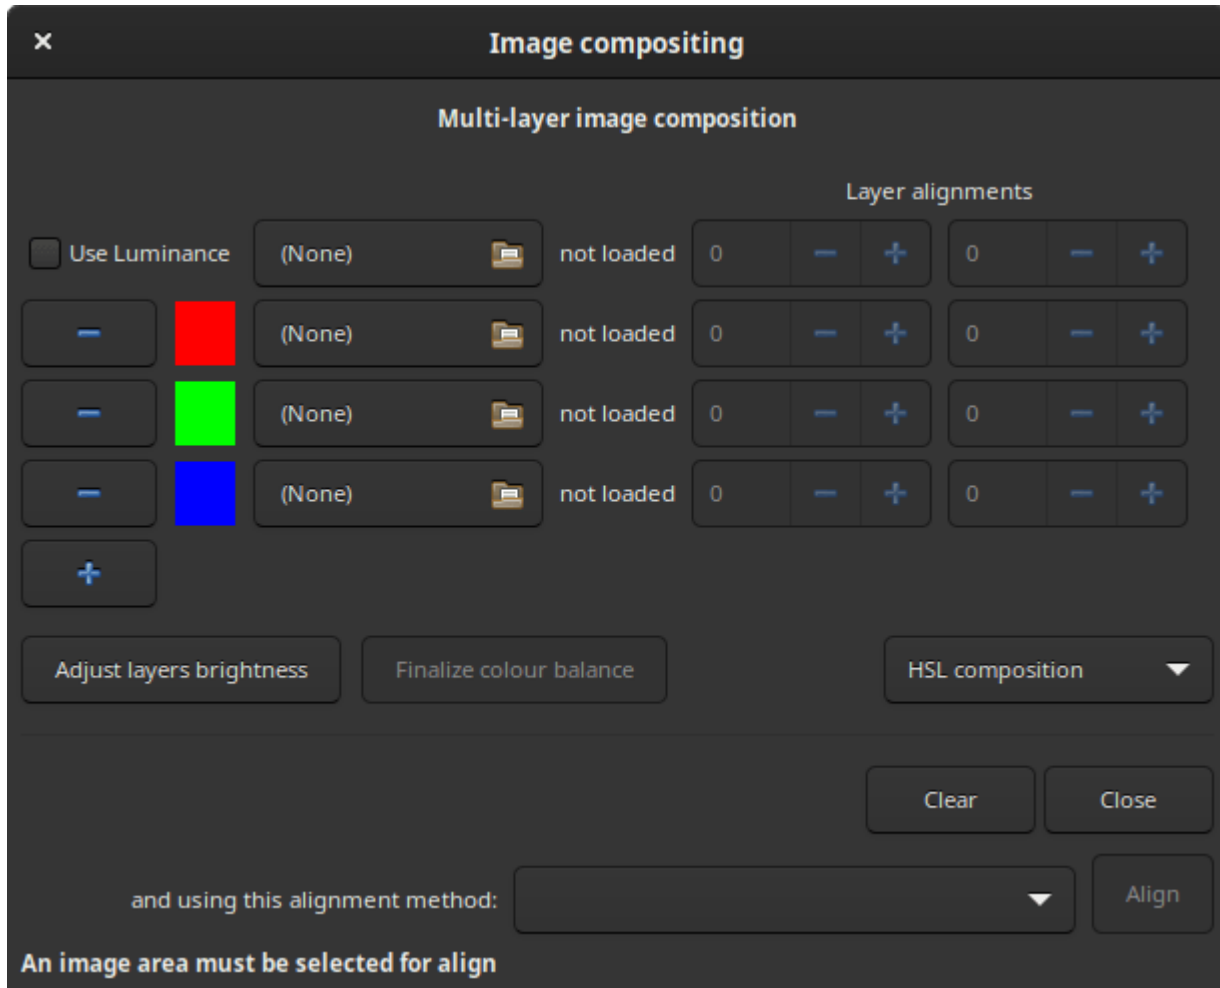 Image compositing
Multi-layer image composition
Layer alignments
Use Luminance (None) not loaded 0 0
(None) not loaded 0 0
(None) not loaded 0 0
(None) not loaded 0 0
Adjust layers brightness Finalize colour balance HSL composition
Clear Close
and using this alignment method: Align
An image area must be selected for align